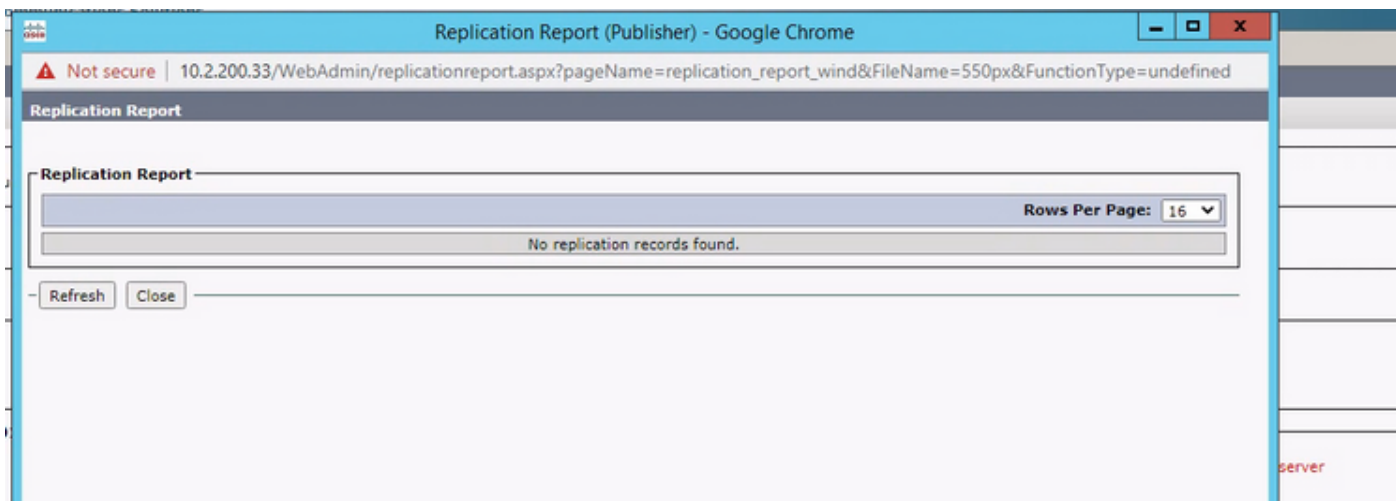 Replication Report (Publisher) - Google Chrome
Not secure | 10.2.200.33/WebAdmin/replicationreport.aspx?pageName=replication_report_wind&FileName=550px&FunctionType=undefined
Replication Report
Replication Report
Rows Per Page: 16
No replication records found.
Refresh Close
server